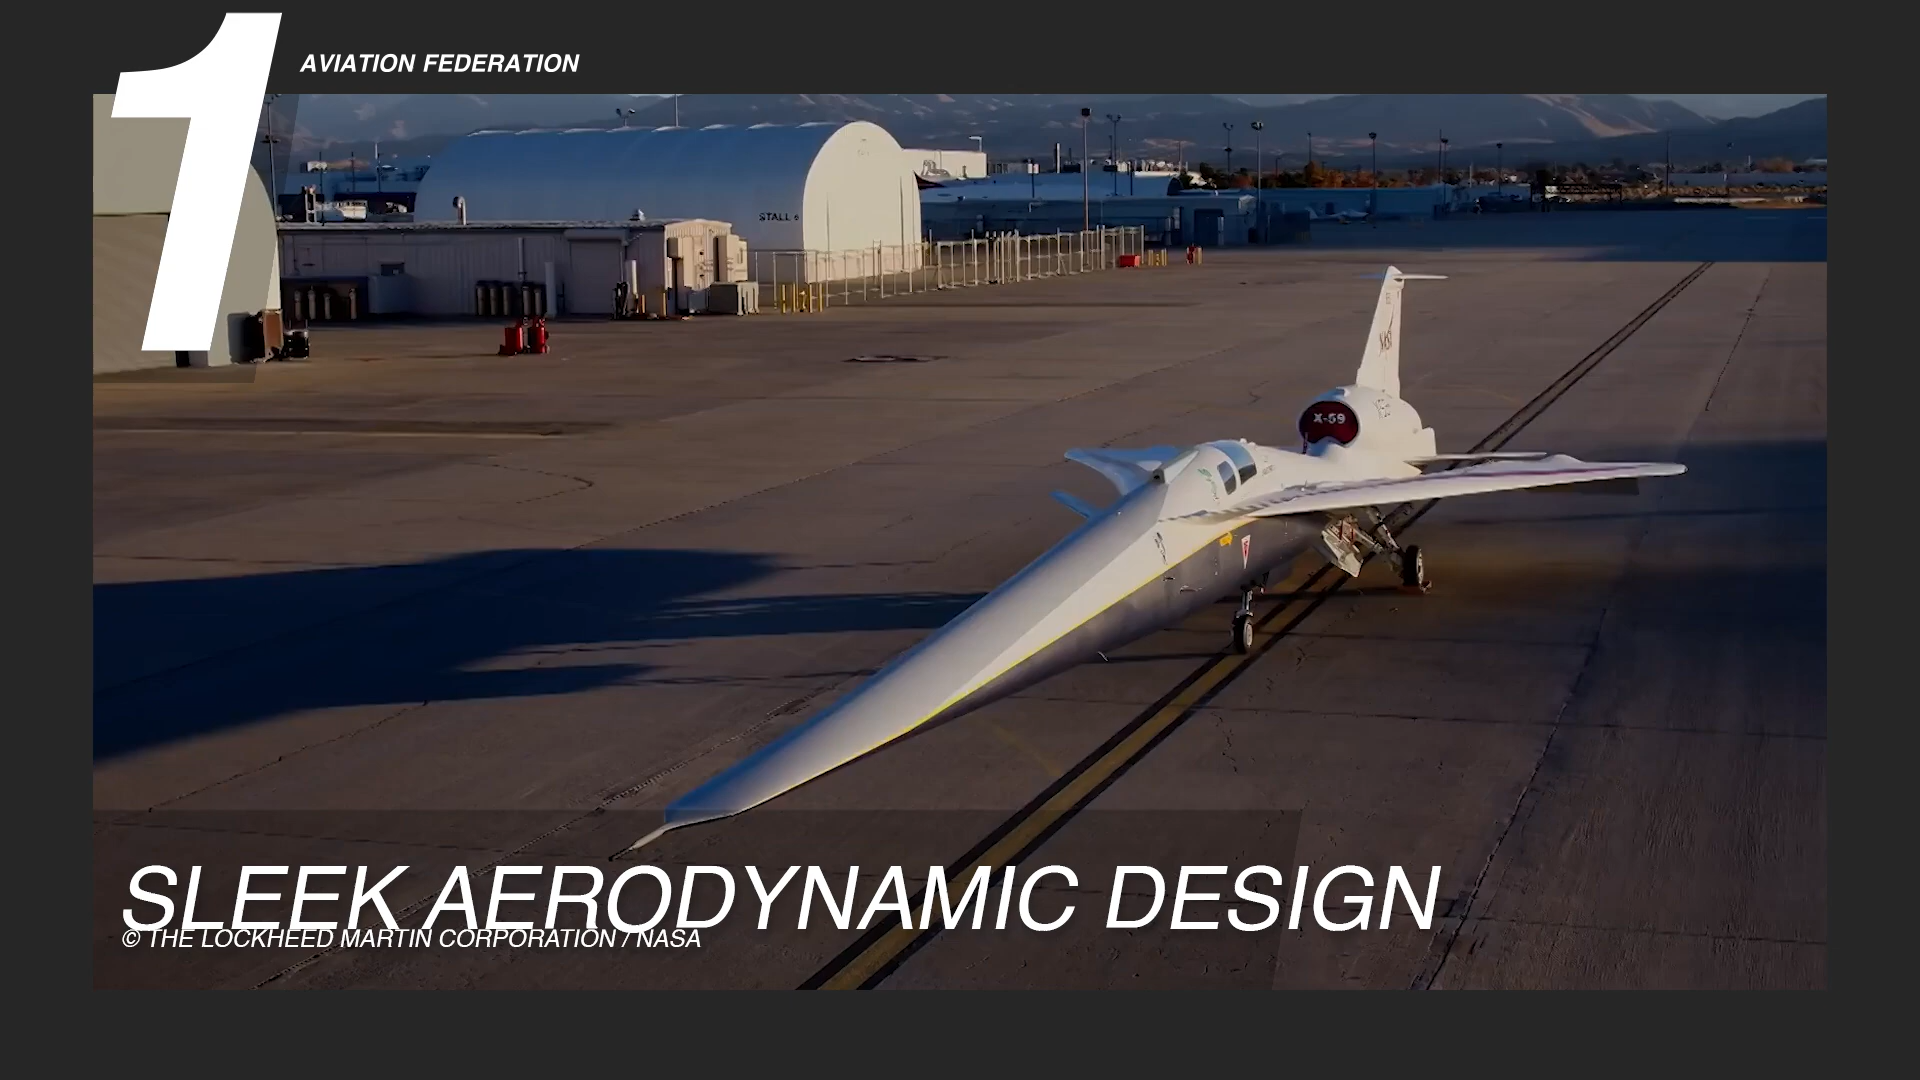 1
AVIATION FEDERATION
STALL 6
NASA
X-59
SLEEK AERODYNAMIC DESIGN
© THE LOCKHEED MARTIN CORPORATION / NASA